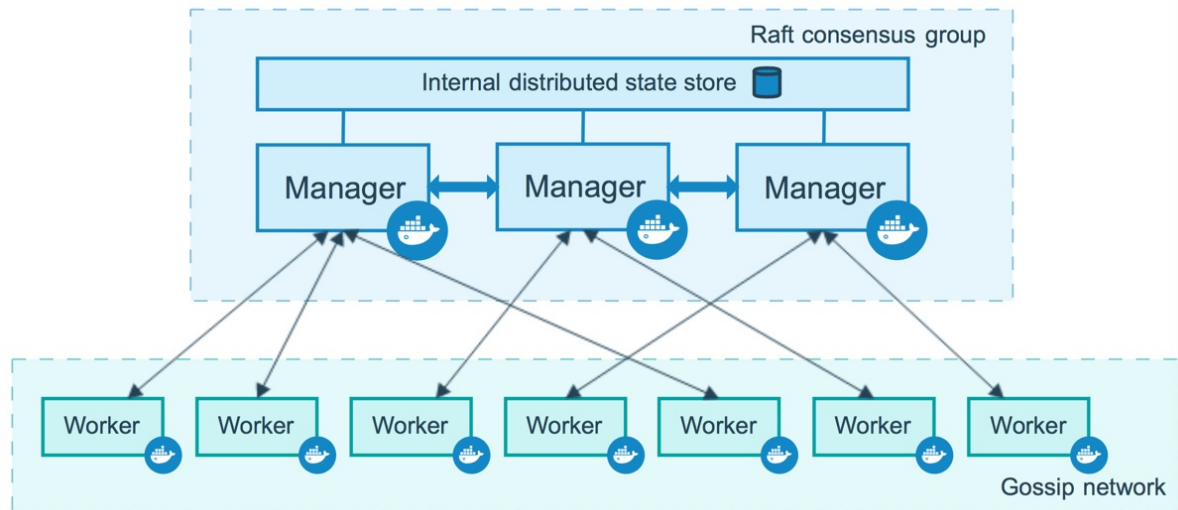 Raft consensus group
Internal distributed state store
Manager
Manager
Manager
Worker
Worker
Worker
Worker
Worker
Worker
Worker
Gossip network